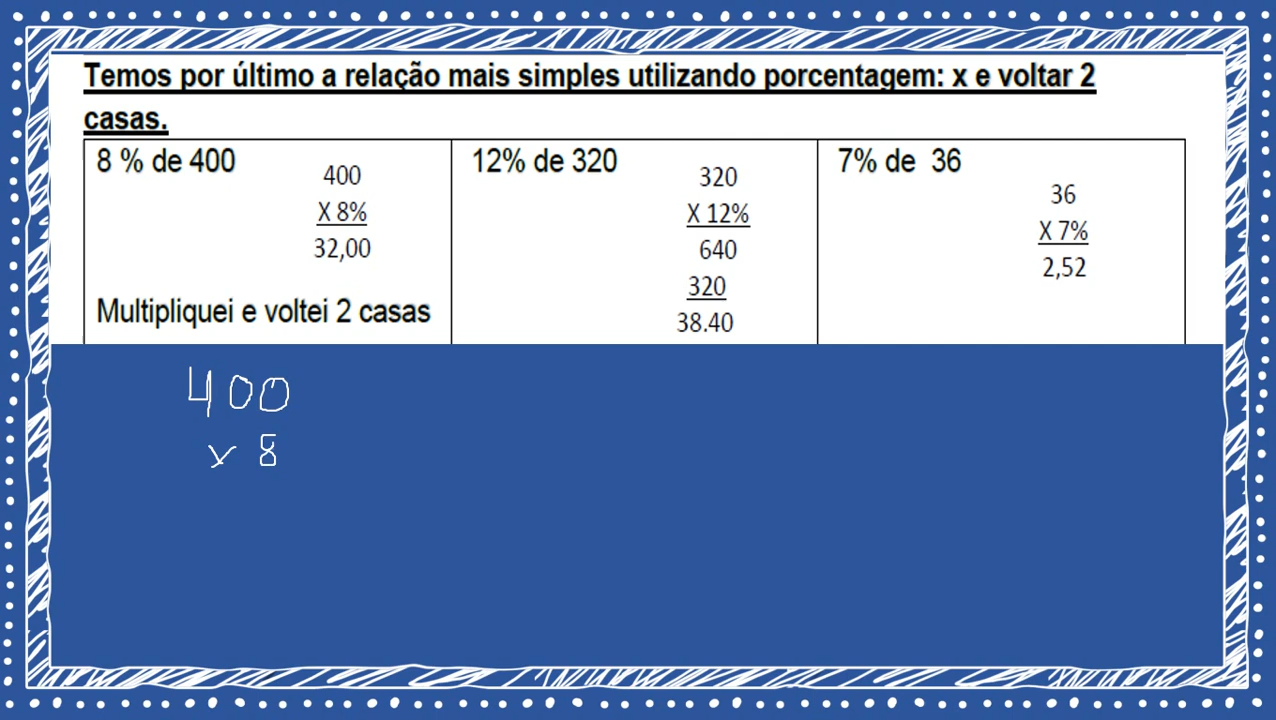 Temos por último a relação mais simples utilizando porcentagem: x e voltar 2
casas.
8 % de 400
400
X 8%
32,00
Multipliquei e voltei 2 casas
12% de 320
320
X 12%
640
320
38.40
7% de 36
36
X 7%
2,52
400
x 8